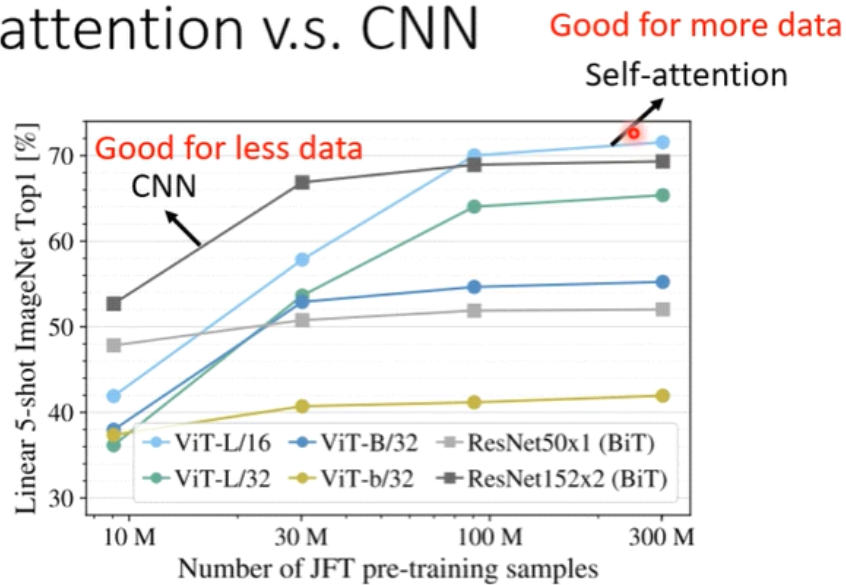 attention v.s. CNN
Good for more data
Self-attention
Good for less data
CNN
Linear 5-shot ImageNet Top1 [%]
70
60
50
40
30
ViT-L/16
ViT-B/32
ResNet50x1 (BiT)
ViT-L/32
ViT-b/32
ResNet152x2 (BiT)
10 M
30 M
100 M
300 M
Number of JFT pre-training samples